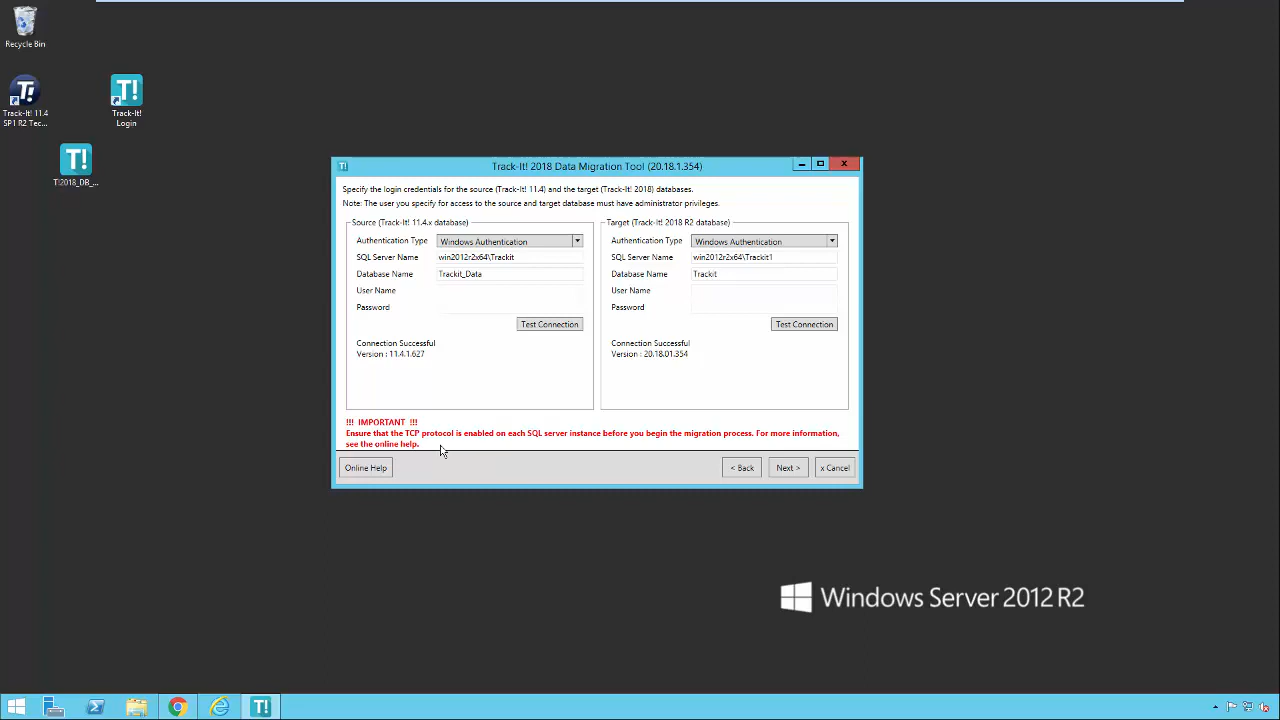 Recycle Bin
T!
Track-It! 11.4
SP1 R2 Tec...
T!
Track-It!
Login
T!
T!2018_DB_...
T!
Track-It! 2018 Data Migration Tool (20.18.1.354)
Specify the login credentials for the source (Track-It! 11.4) and the target (Track-It! 2018) databases.
Note: The user you specify for access to the source and target database must have administrator privileges.
Source (Track-It! 11.4.x database)
Authentication Type
Windows Authentication
SQL Server Name
win2012r2x64\Trackit
Database Name
Trackit_Data
User Name
Password
Test Connection
Connection Successful
Version : 11.4.1.627
Target (Track-It! 2018 R2 database)
Authentication Type
Windows Authentication
SQL Server Name
win2012r2x64\Trackit1
Database Name
Trackit
User Name
Password
Test Connection
Connection Successful
Version : 20.18.01.354
!!! IMPORTANT !!!
Ensure that the TCP protocol is enabled on each SQL server instance before you begin the migration process. For more information,
see the online help.
Online Help
< Back
Next >
x Cancel
Windows Server 2012 R2
T!